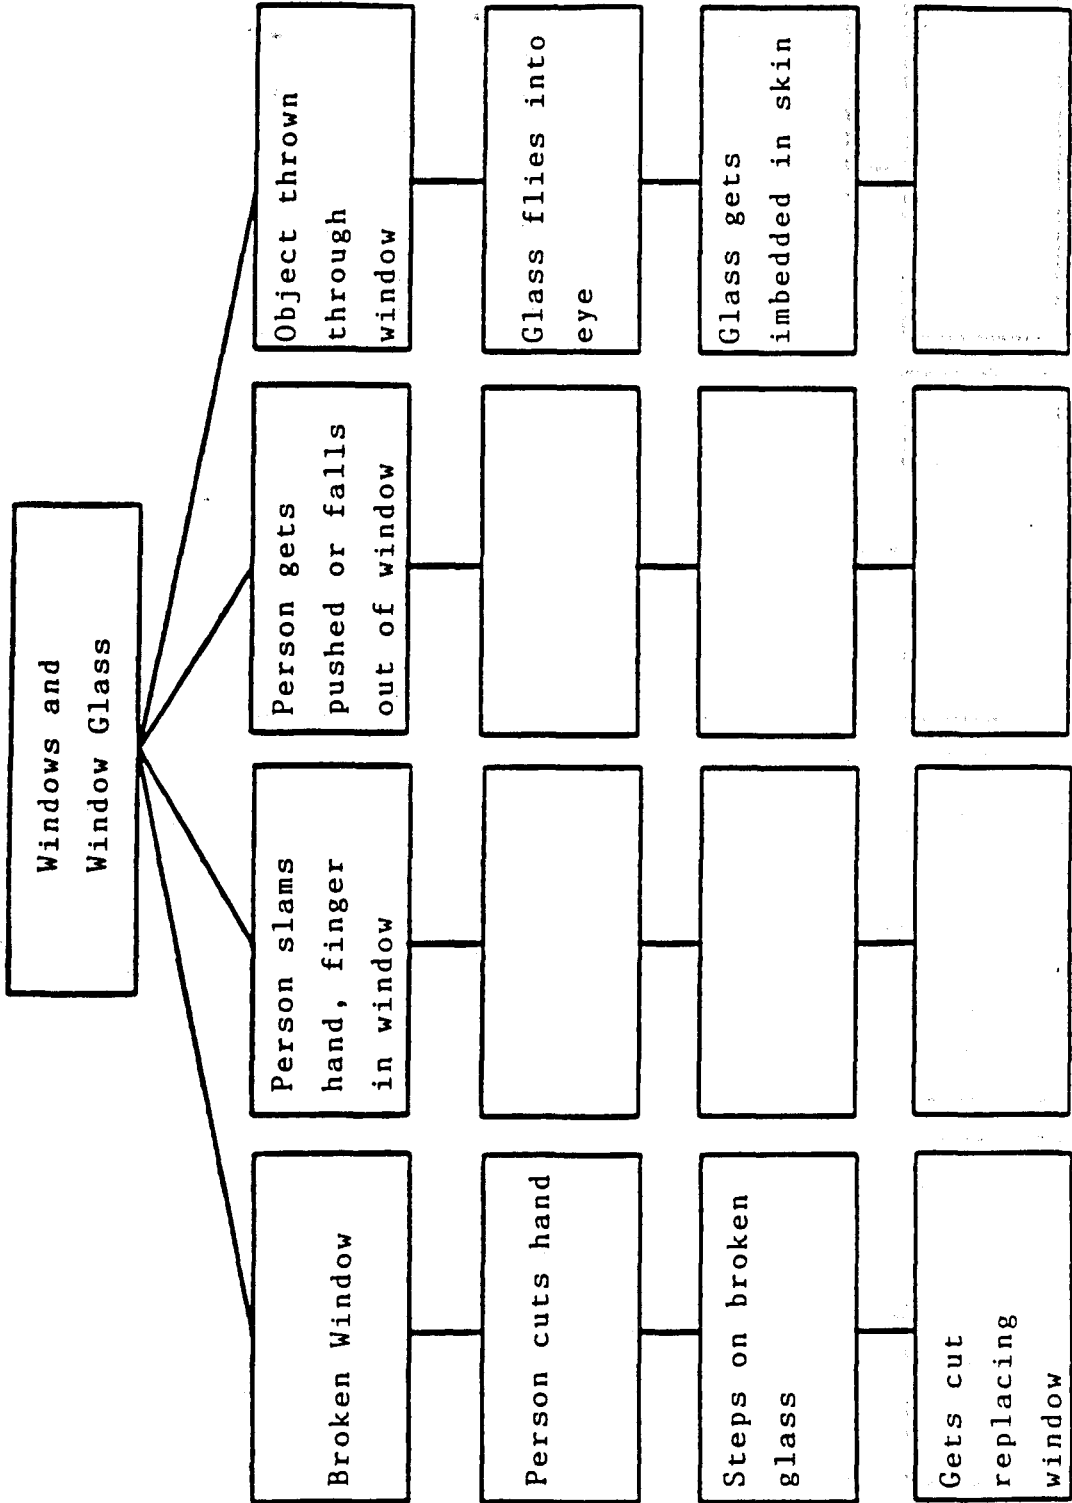 Windows and
Window Glass
Broken Window
Person slams
hand, finger
in window
Person gets
pushed or falls
out of window
Object thrown
through
window
Person cuts hand
Glass flies into
eye
Steps on broken
glass
Glass gets
imbedded in skin
Gets cut
replacing
window